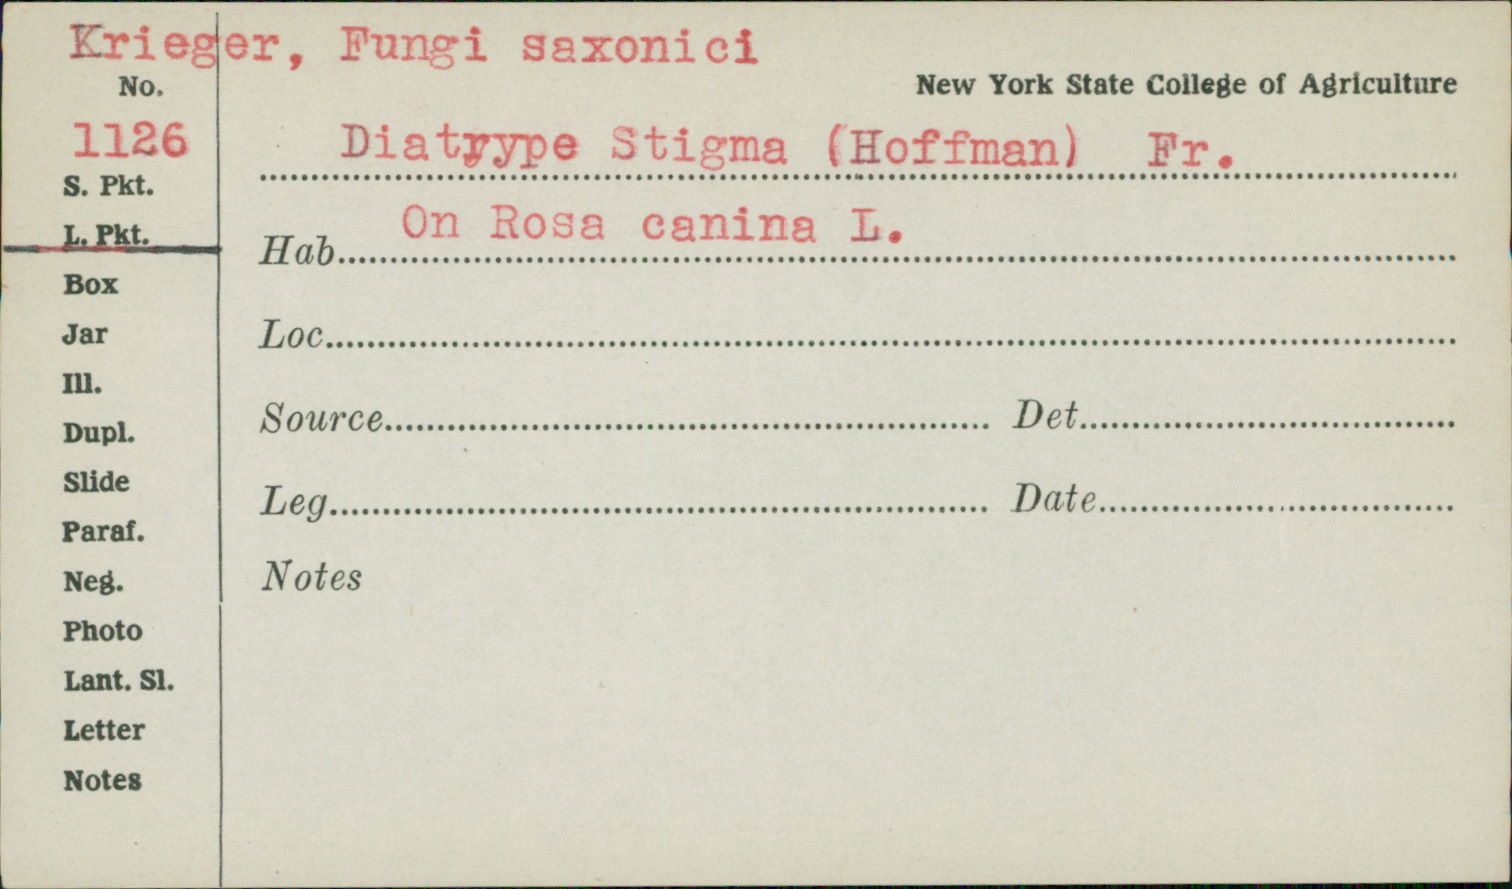 Krieger, Fungi saxonici
No.
New York State College of Agriculture
1126
Diatrype Stigma (Hoffman) Fr.
S. Pkt.
L. Pkt.
On Rosa canina L.
Hab.
Box
Jar
Loc.
Ill.
Dupl.
Source
Det.
Slide
Leg.
Date
Paraf.
Neg.
Notes
Photo
Lant. Sl.
Letter
Notes